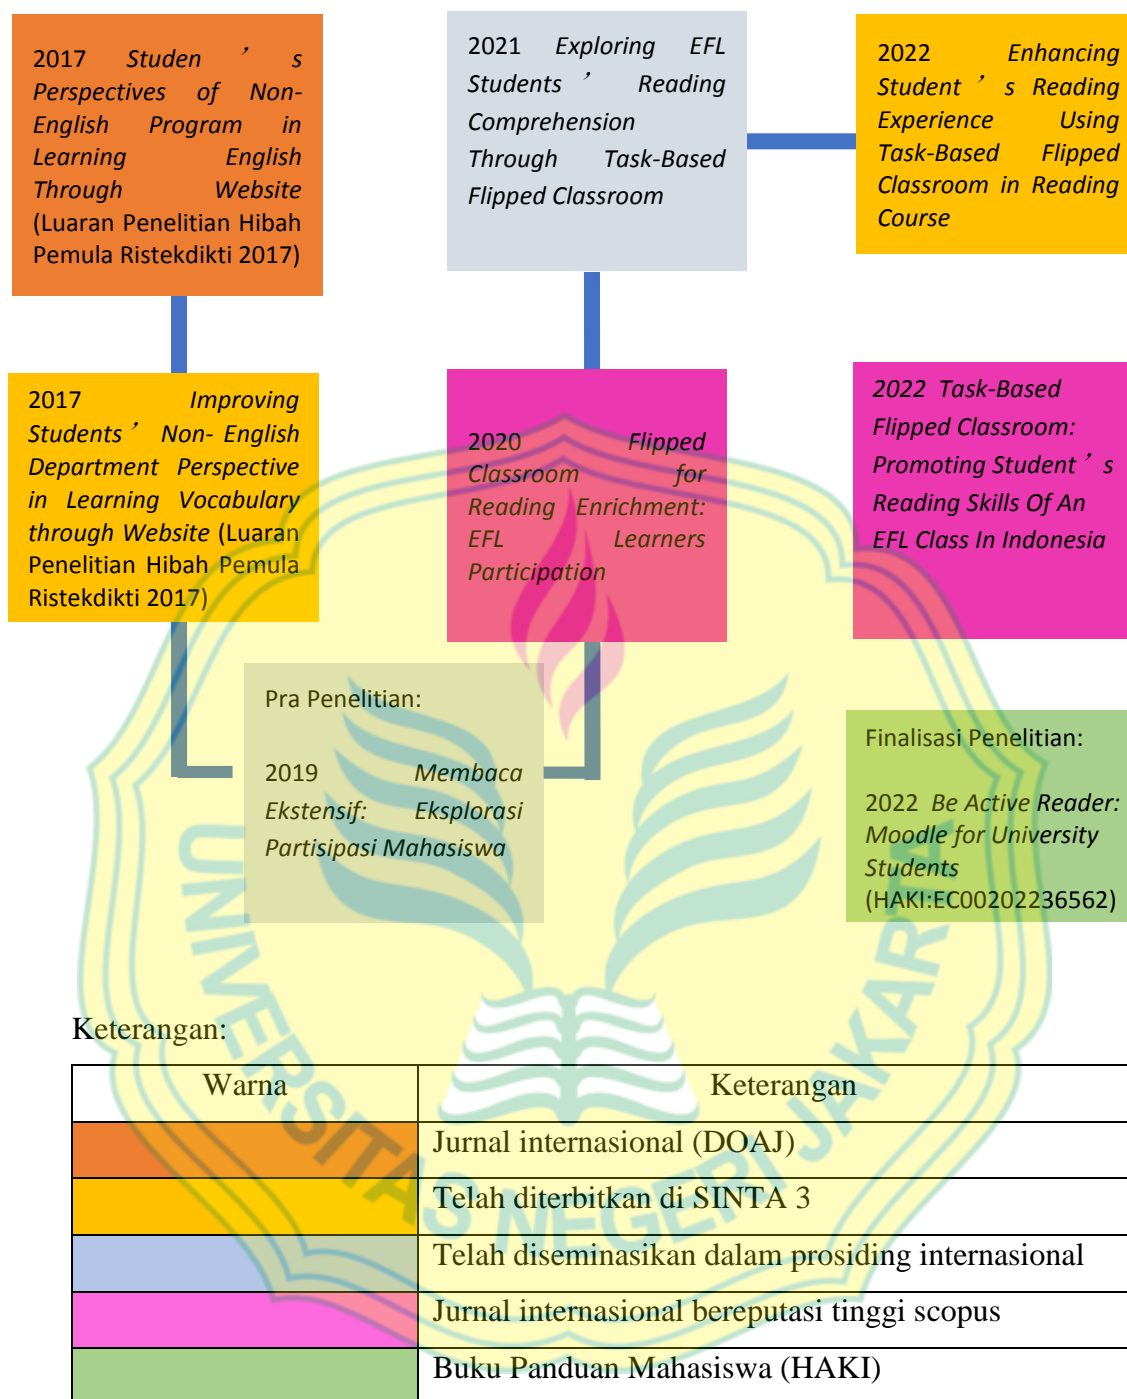 2017 Studen ’ s
Perspectives of Non-
English Program in
Learning English
Through Website
(Luaran Penelitian Hibah
Pemula Ristekdikti 2017)
2021 Exploring EFL
Students ’ Reading
Comprehension
Through Task-Based
Flipped Classroom
2022 Enhancing
Student ’ s Reading
Experience Using
Task-Based Flipped
Classroom in Reading
Course
2017 Improving
Students ’ Non- English
Department Perspective
in Learning Vocabulary
through Website (Luaran
Penelitian Hibah Pemula
Ristekdikti 2017)
2020 Flipped
Classroom for
Reading Enrichment:
EFL Learners
Participation
2022 Task-Based
Flipped Classroom:
Promoting Student ’ s
Reading Skills Of An
EFL Class In Indonesia
Pra Penelitian:
2019 Membaca
Ekstensif: Eksplorasi
Partisipasi Mahasiswa
Finalisasi Penelitian:
2022 Be Active Reader:
Moodle for University
Students
(HAKI:EC00202236562)
UNIVERSITAS NEGERI JAKARTA
Keterangan:
Warna Keterangan
Jurnal internasional (DOAJ)
Telah diterbitkan di SINTA 3
Telah diseminasikan dalam prosiding internasional
Jurnal internasional bereputasi tinggi scopus
Buku Panduan Mahasiswa (HAKI)